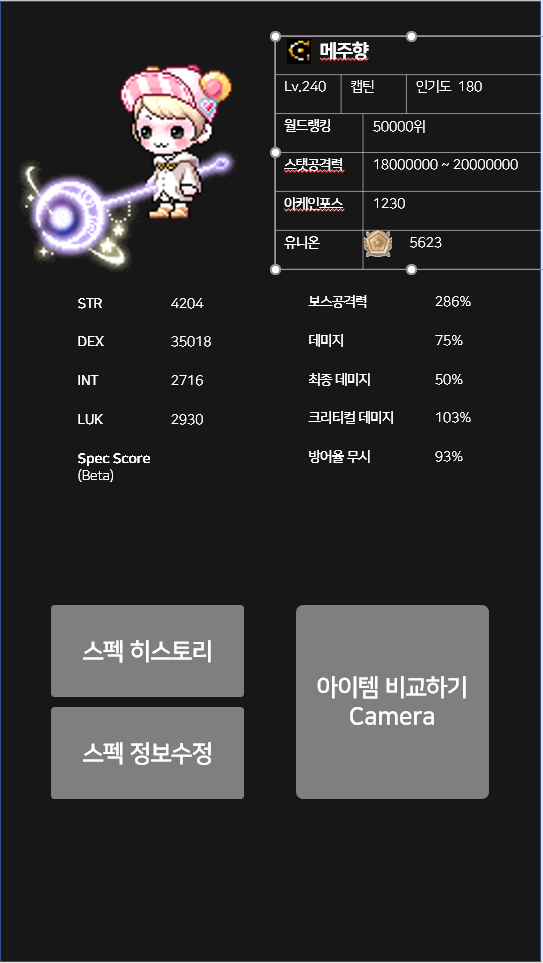 메주향
Lv.240 캡틴 인기도 180
월드랭킹 50000위
스탯공격력 18000000 ~ 20000000
아케인포스 1230
유니온 5623
STR 4204
DEX 35018
INT 2716
LUK 2930
Spec Score
(Beta)
보스공격력 286%
데미지 75%
최종 데미지 50%
크리티컬 데미지 103%
방어율 무시 93%
스펙 히스토리
스펙 정보수정
아이템 비교하기
Camera